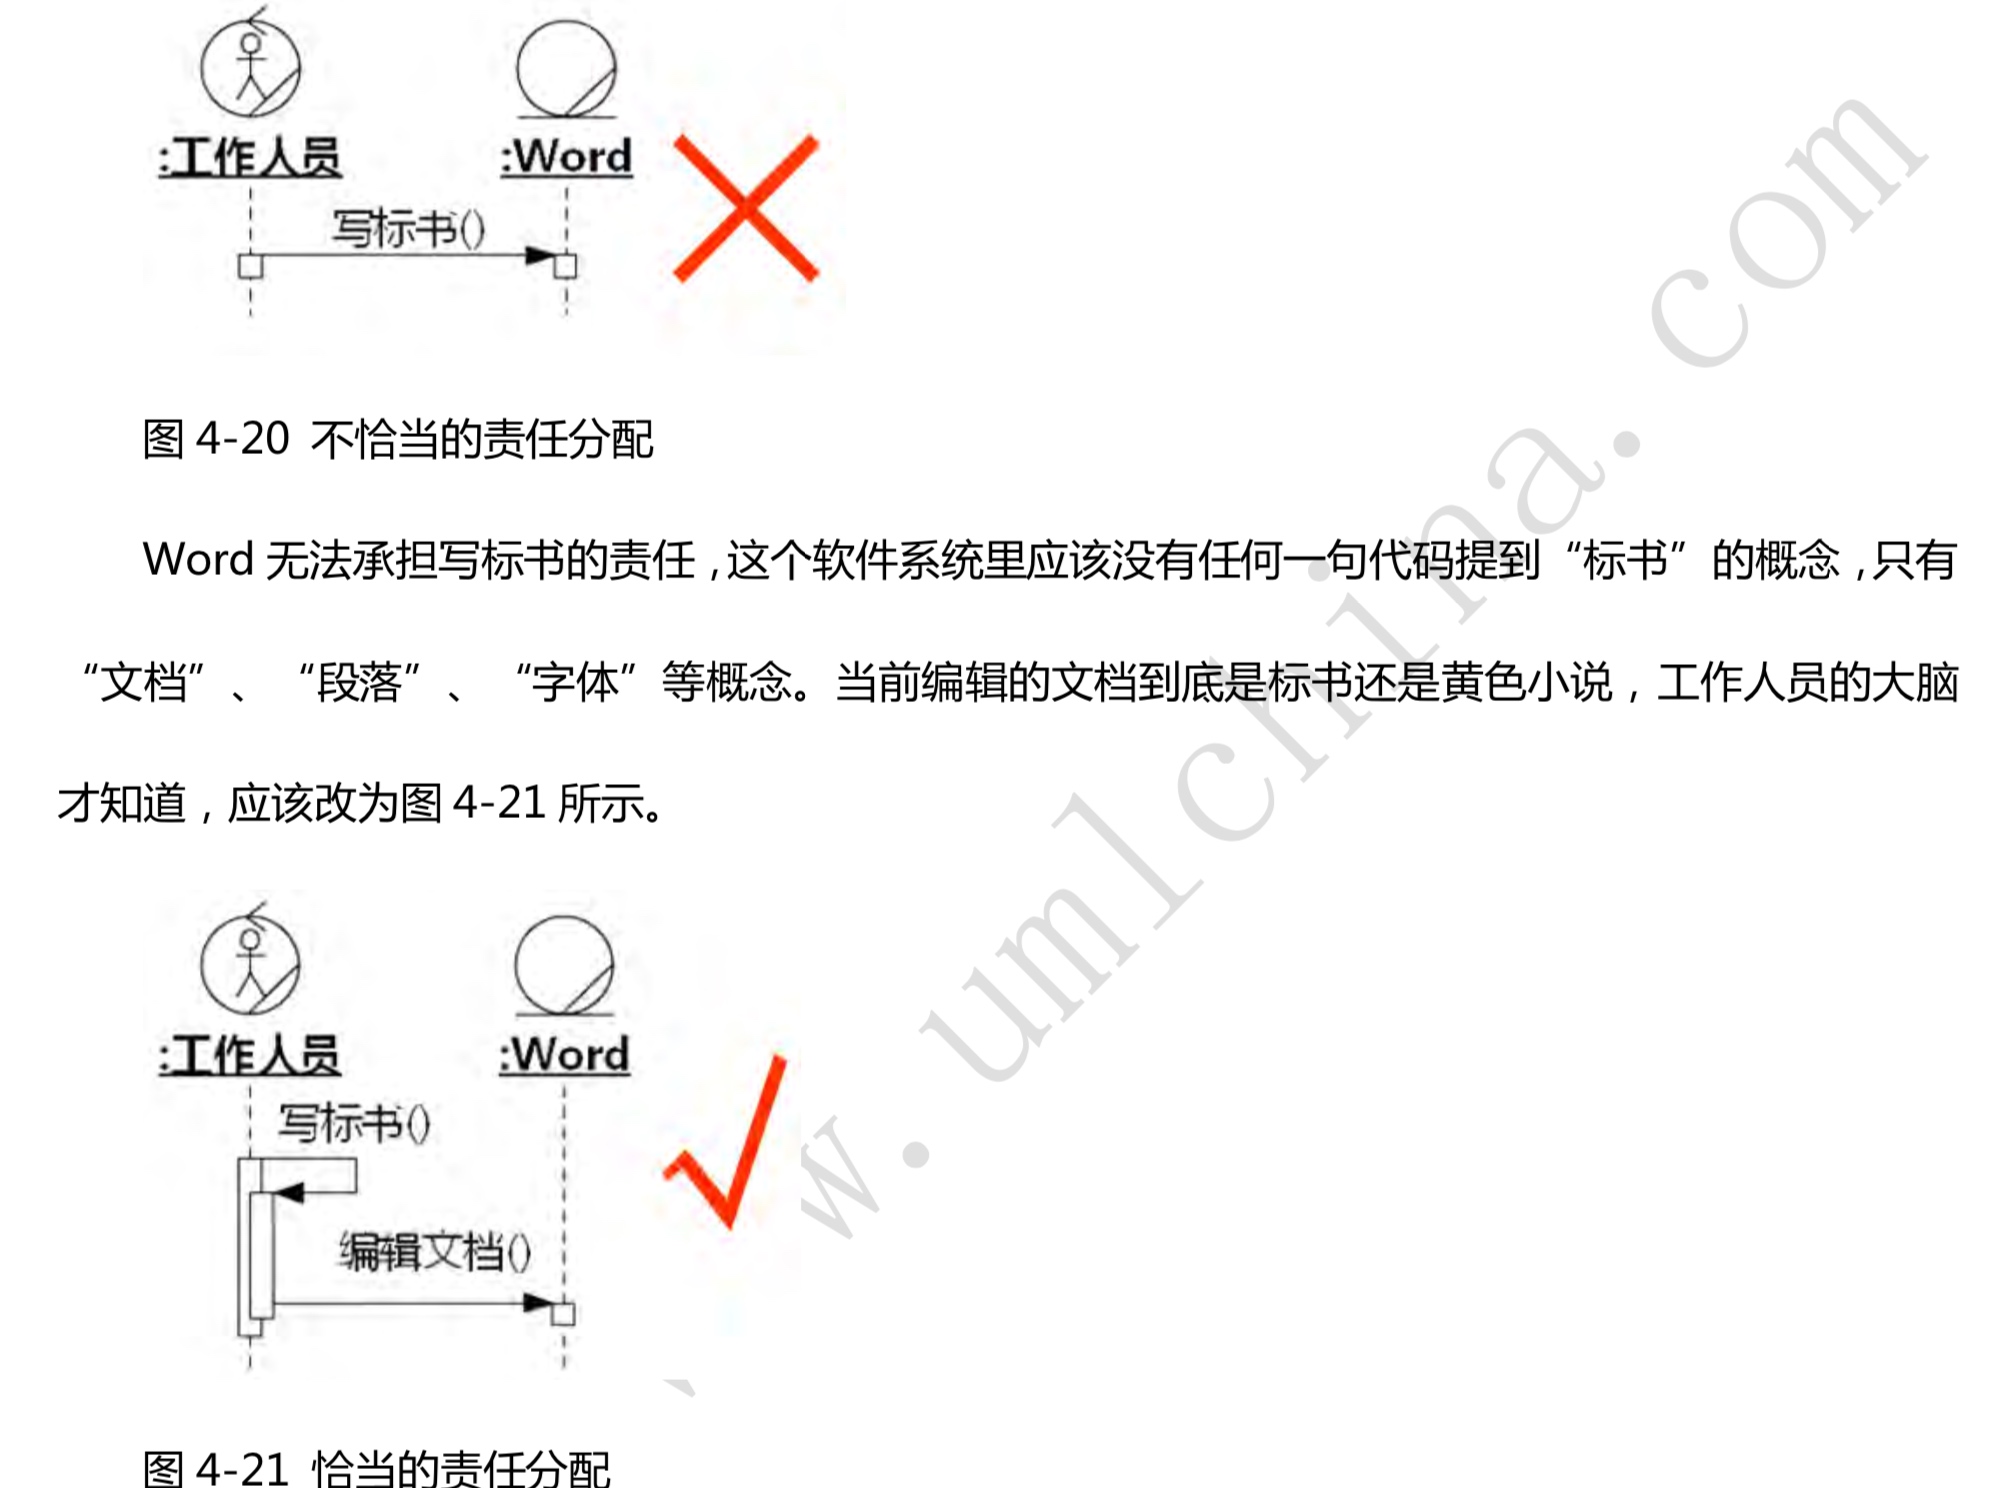 :工作人员 :Word
写标书()
图 4-20 不恰当的责任分配
Word 无法承担写标书的责任，这个软件系统里应该没有任何一句代码提到“标书”的概念，只有
“文档”、“段落”、“字体”等概念。当前编辑的文档到底是标书还是黄色小说，工作人员的大脑
才知道，应该改为图 4-21 所示。
:工作人员 :Word
写标书()
编辑文档()
图 4-21 恰当的责任分配
w.umlchina.com